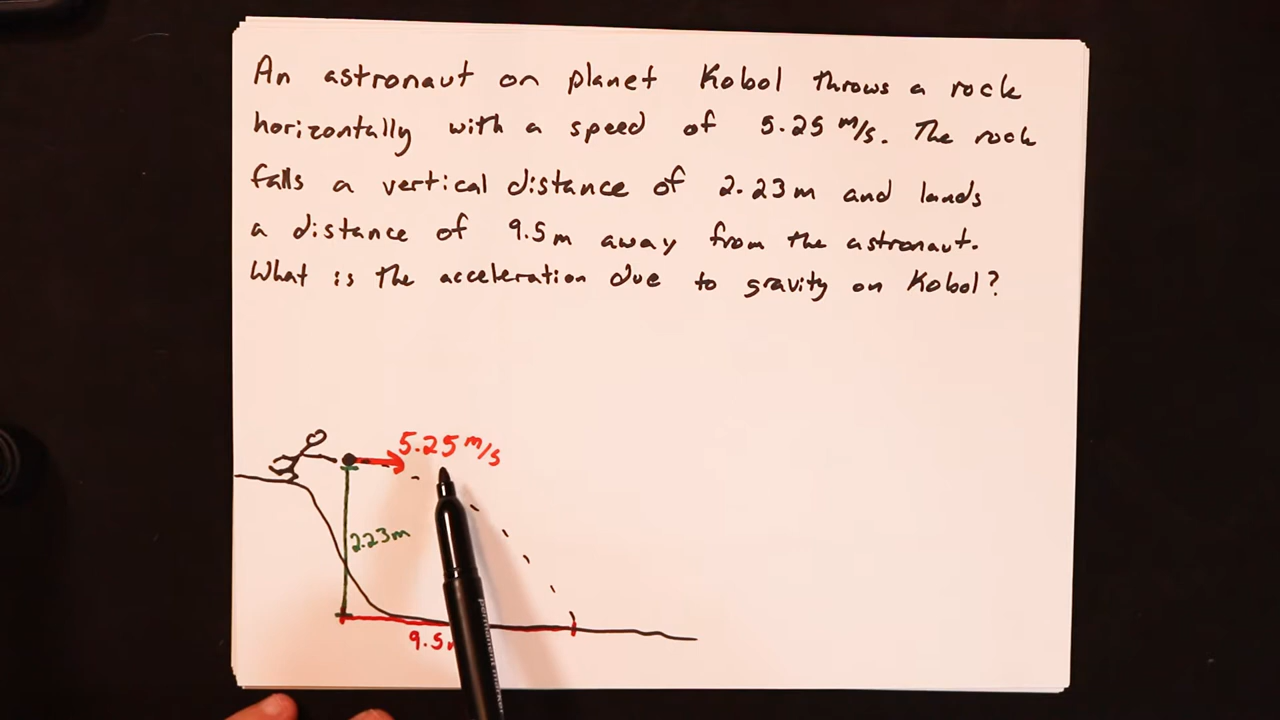 An astronaut on planet Kobol throws a rock
horizontally with a speed of 5.25 m/s. The rock
falls a vertical distance of 2.23m and lands
a distance of 9.5m away from the astronaut.
What is the acceleration due to gravity on Kobol?
5.25 m/s
2.23m
9.5